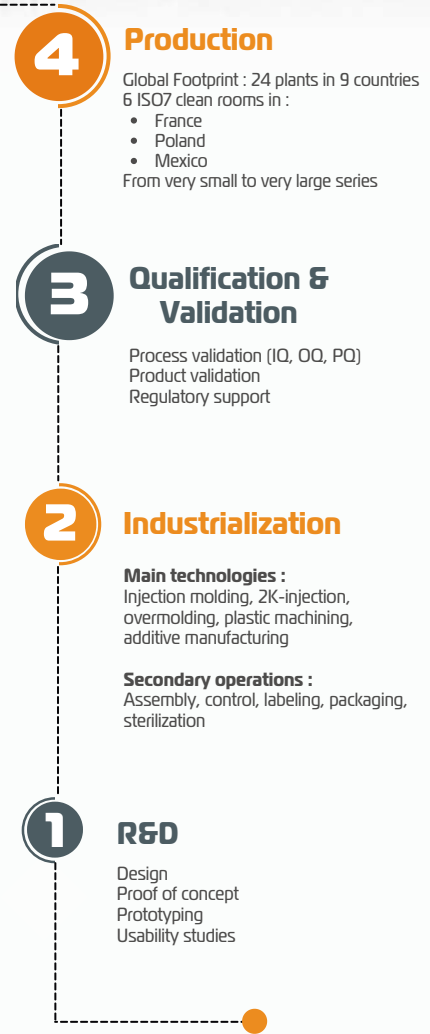 4
Production
Global Footprint : 24 plants in 9 countries
6 ISO7 clean rooms in :
• France
• Poland
• Mexico
From very small to very large series
3
Qualification &
Validation
Process validation (IQ, OQ, PQ)
Product validation
Regulatory support
2
Industrialization
Main technologies :
Injection molding, 2K-injection,
overmolding, plastic machining,
additive manufacturing
Secondary operations :
Assembly, control, labeling, packaging,
sterilization
1
R&D
Design
Proof of concept
Prototyping
Usability studies